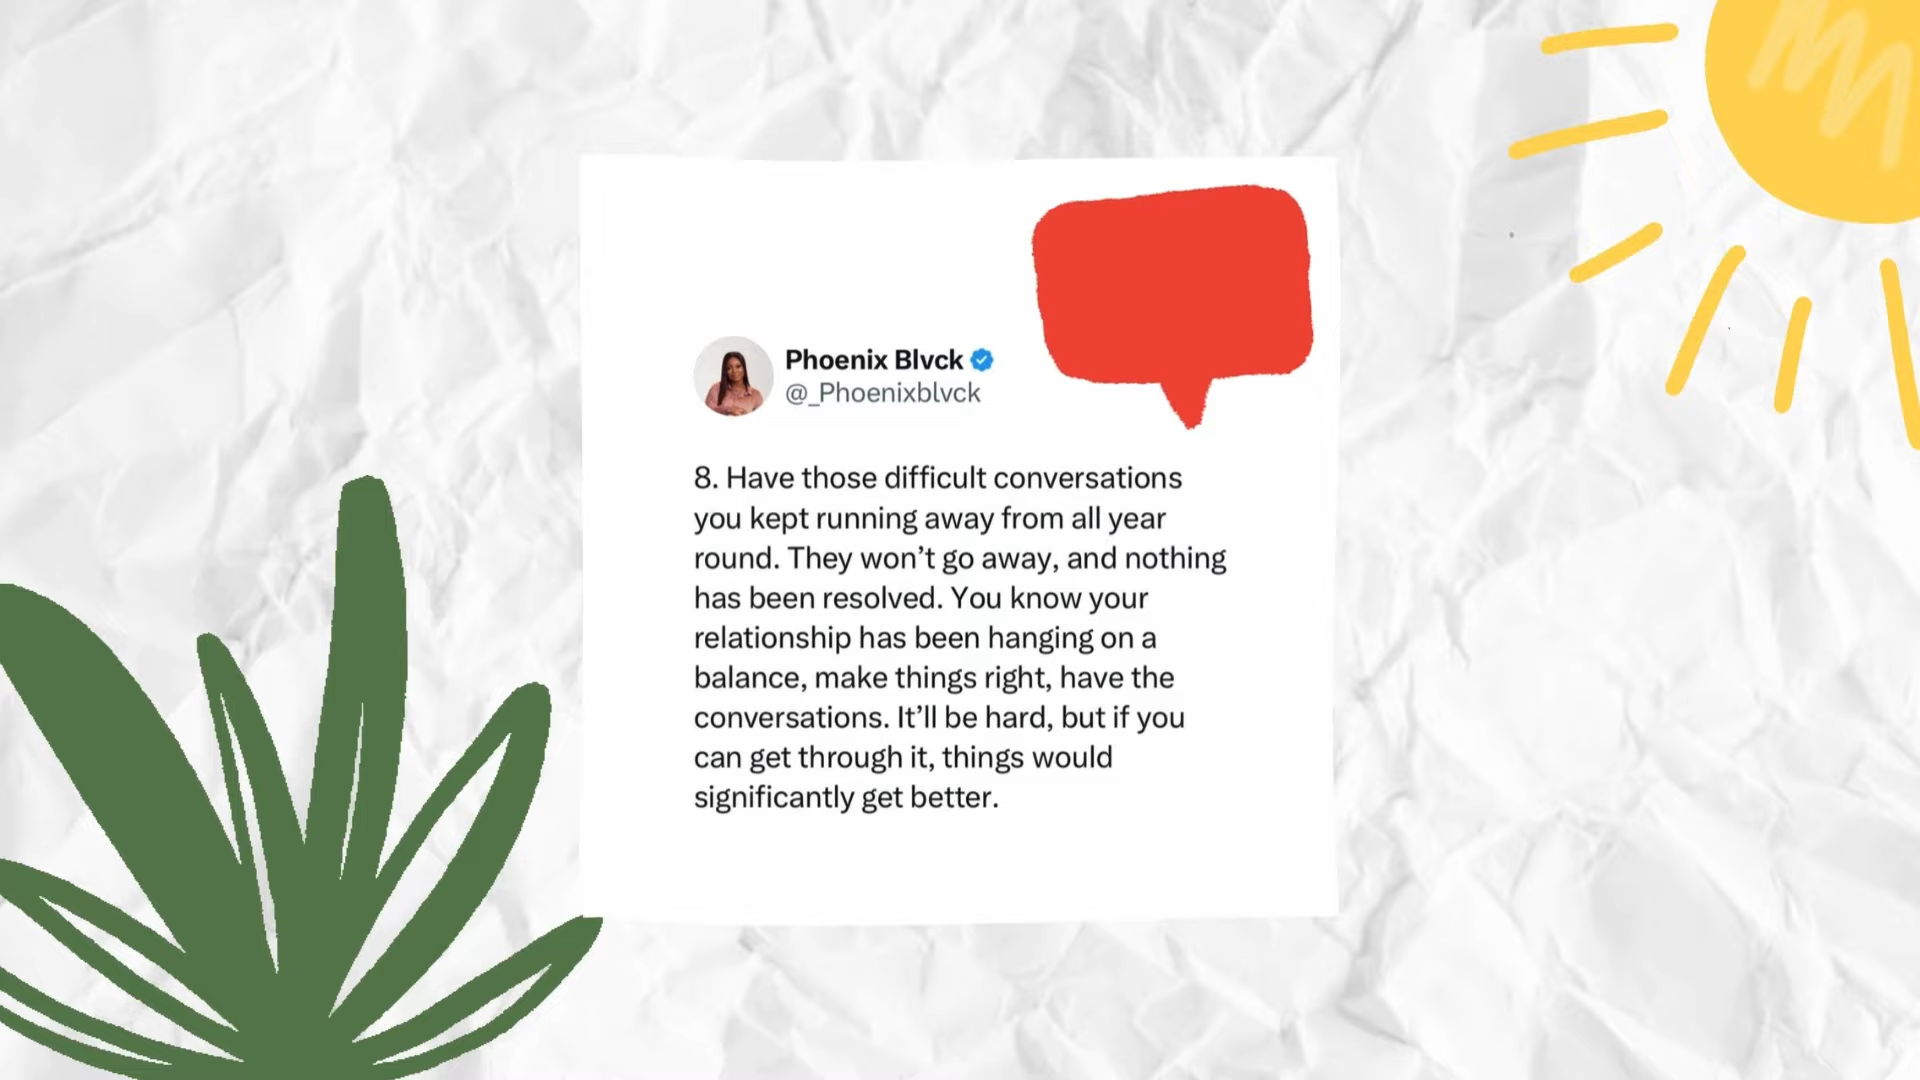 Phoenix Blvck
@_Phoenixblvck
8. Have those difficult conversations
you kept running away from all year
round. They won’t go away, and nothing
has been resolved. You know your
relationship has been hanging on a
balance, make things right, have the
conversations. It’ll be hard, but if you
can get through it, things would
significantly get better.